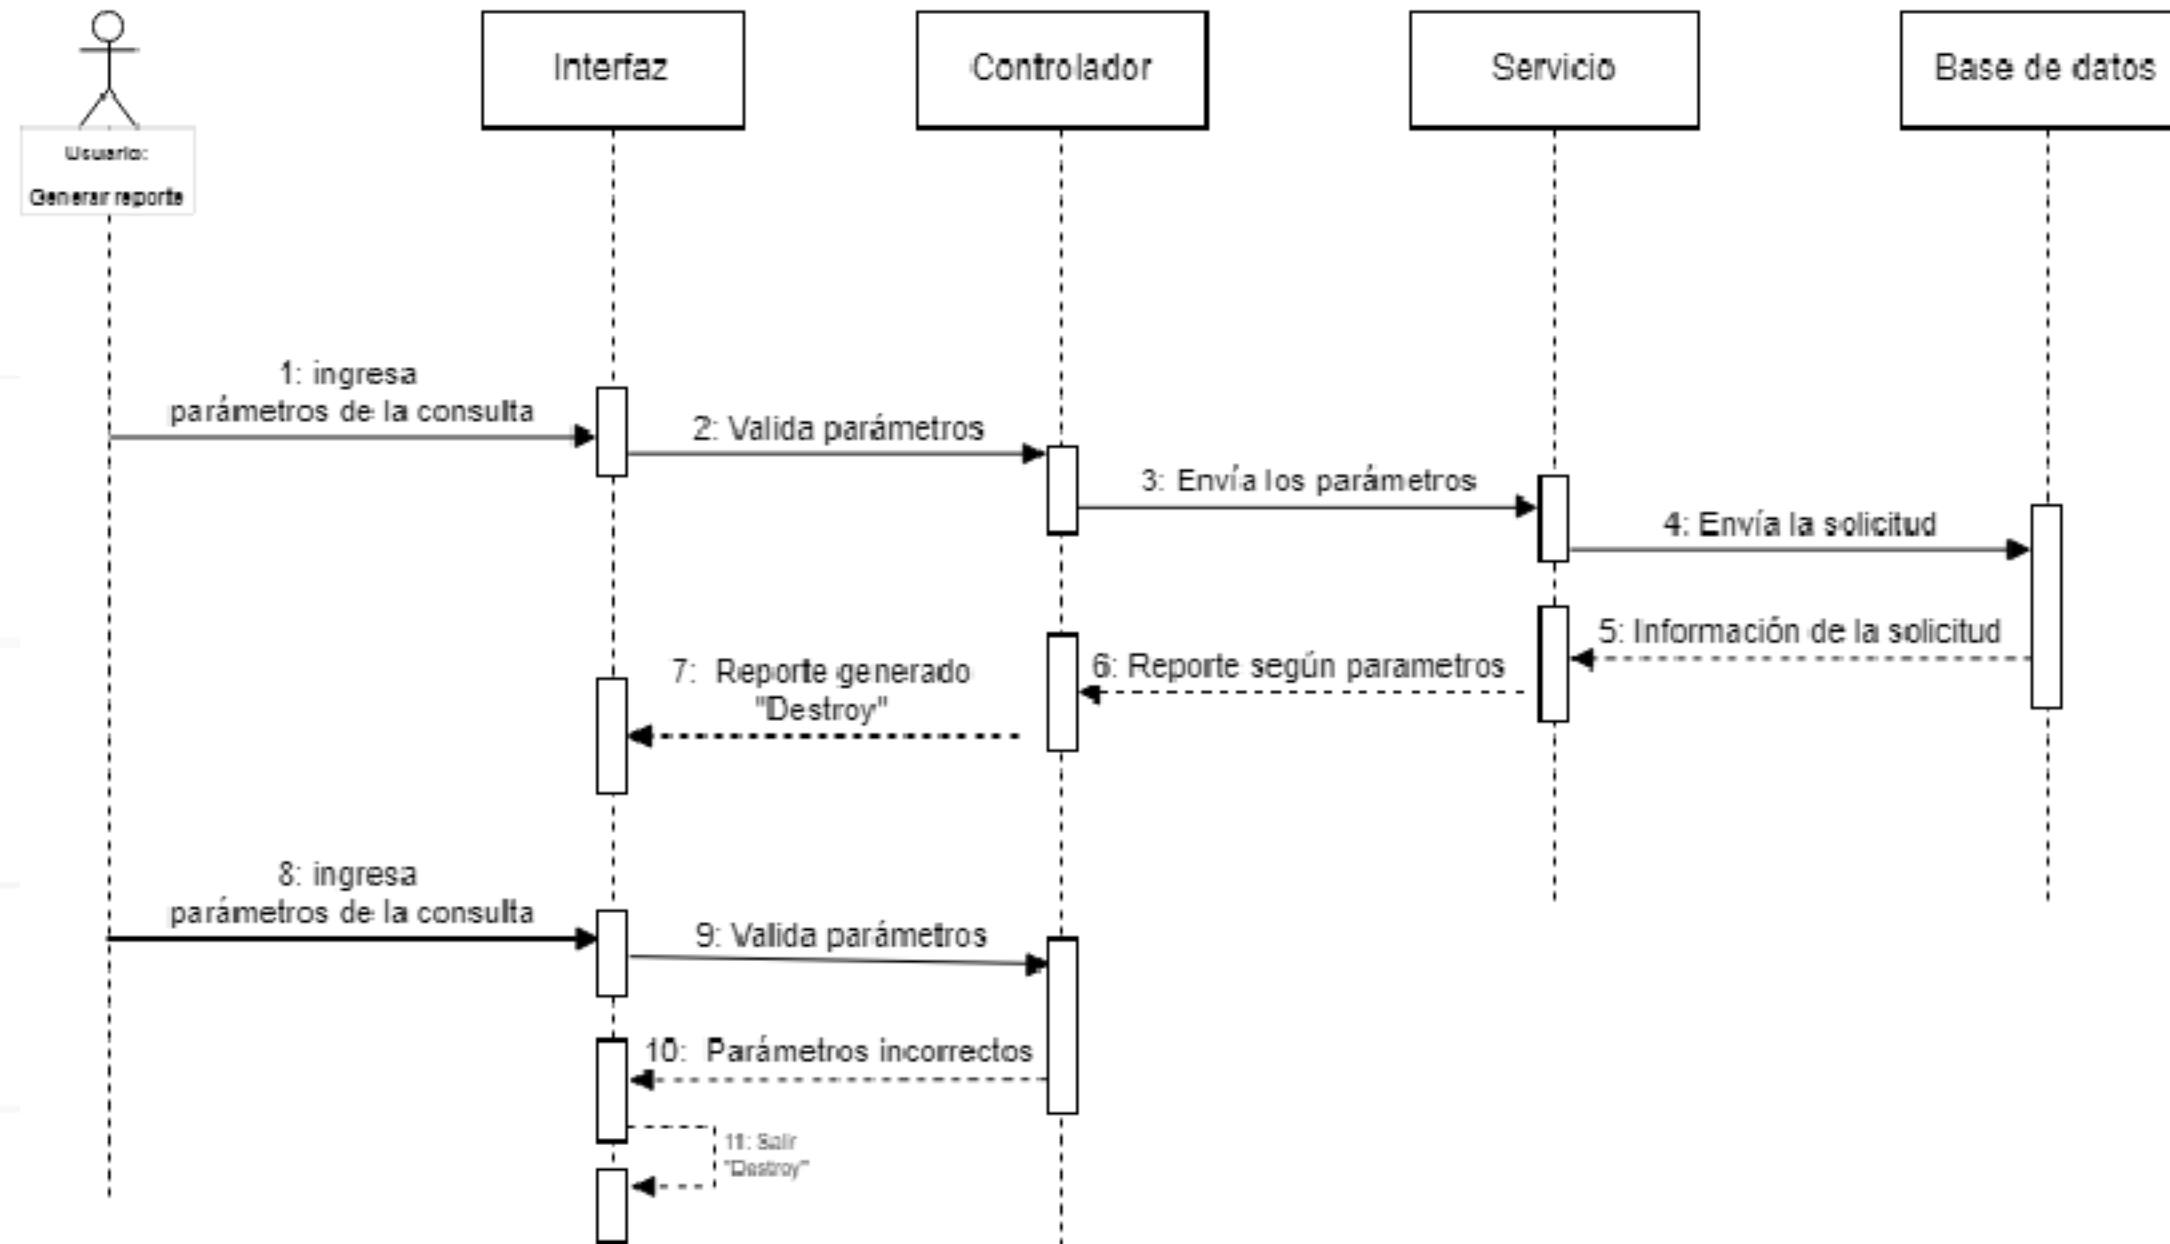 Interfaz
Controlador
Servicio
Base de datos
Usuario:
Generar reporte
1: ingresa
parámetros de la consulta
2: Valida parámetros
3: Envía los parámetros
4: Envía la solicitud
5: Información de la solicitud
6: Reporte según parametros
7: Reporte generado
"Destroy"
8: ingresa
parámetros de la consulta
9: Valida parámetros
10: Parámetros incorrectos
11: Salir
"Destroy"